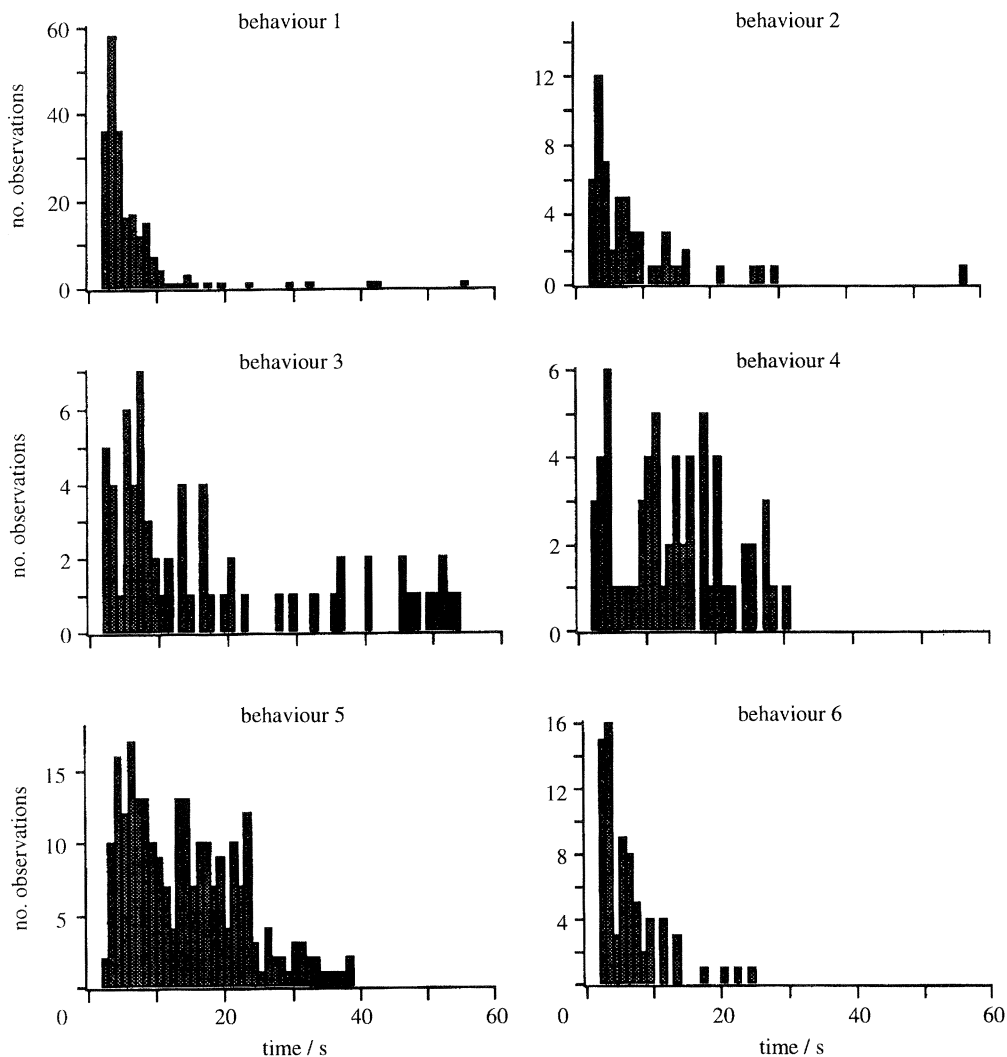 behaviour 1
60
40
20
0
no. observations
behaviour 2
12
8
4
0
behaviour 3
6
4
2
0
no. observations
behaviour 4
6
4
2
0
behaviour 5
15
10
5
0 20 40 60
no. observations
time / s
behaviour 6
16
12
8
4
0 20 40 60
time / s